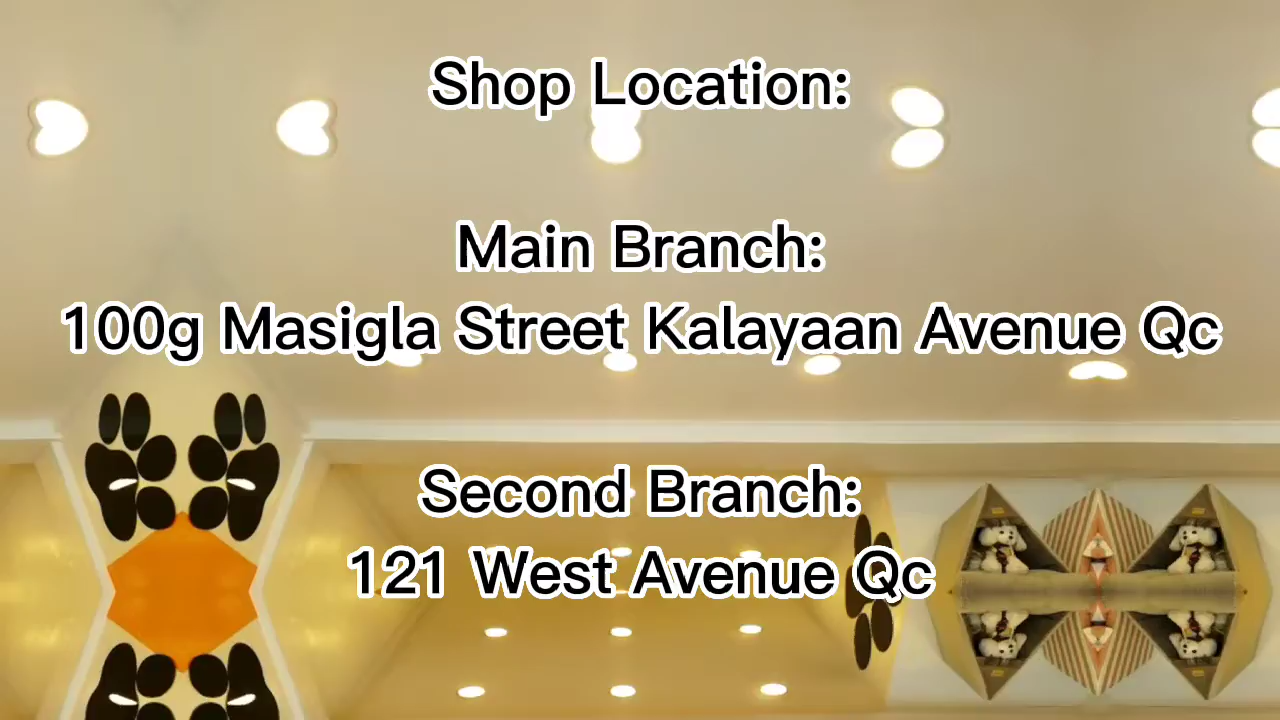 Shop Location:
Main Branch:
100g Masigla Street Kalayaan Avenue Qc
Second Branch:
121 West Avenue Qc